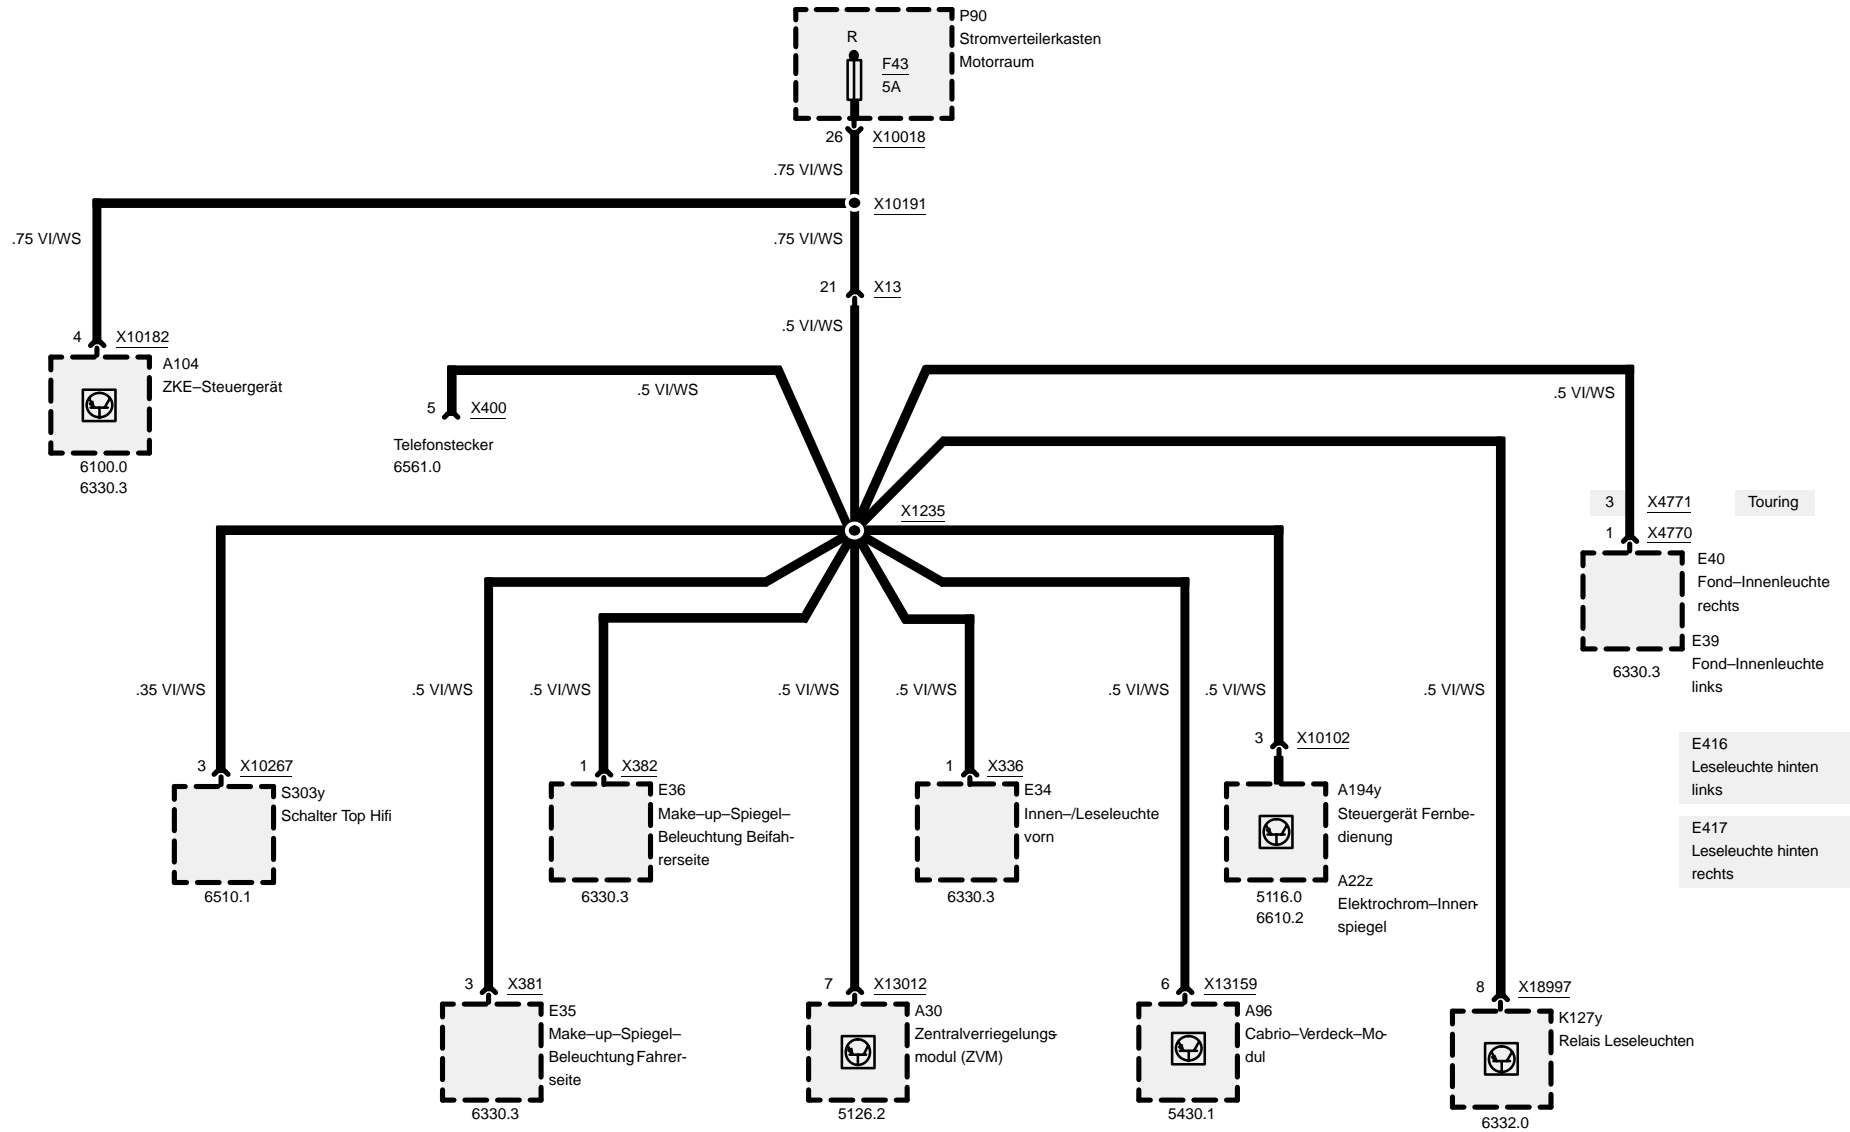 P90
Stromverteilerkasten
Motorraum
R
F43
5A
26 X10018
.75 VI/WS
X10191
.75 VI/WS
.75 VI/WS
21 X13
.5 VI/WS
4 X10182
A104
ZKE–Steuergerät
6100.0
6330.3
.5 VI/WS
5 X400
Telefonstecker
6561.0
.5 VI/WS
X1235
3 X4771 Touring
1 X4770
E40
Fond–Innenleuchte
rechts
E39
Fond–Innenleuchte
links
6330.3
.35 VI/WS
.5 VI/WS
.5 VI/WS
.5 VI/WS
.5 VI/WS
.5 VI/WS
.5 VI/WS
.5 VI/WS
E416
Leseleuchte hinten
links
E417
Leseleuchte hinten
rechts
3 X10267
S303y
Schalter Top Hifi
6510.1
1 X382
E36
Make–up–Spiegel–
Beleuchtung Beifah-
rerseite
6330.3
1 X336
E34
Innen–/Leseleuchte
vorn
6330.3
3 X10102
A194y
Steuergerät Fernbe-
dienung
A22z
Elektrochrom–Innen-
spiegel
5116.0
6610.2
3 X381
E35
Make–up–Spiegel–
Beleuchtung Fahrer-
seite
6330.3
7 X13012
A30
Zentralverriegelungs-
modul (ZVM)
5126.2
6 X13159
A96
Cabrio–Verdeck–Mo-
dul
5430.1
8 X18997
K127y
Relais Leseleuchten
6332.0